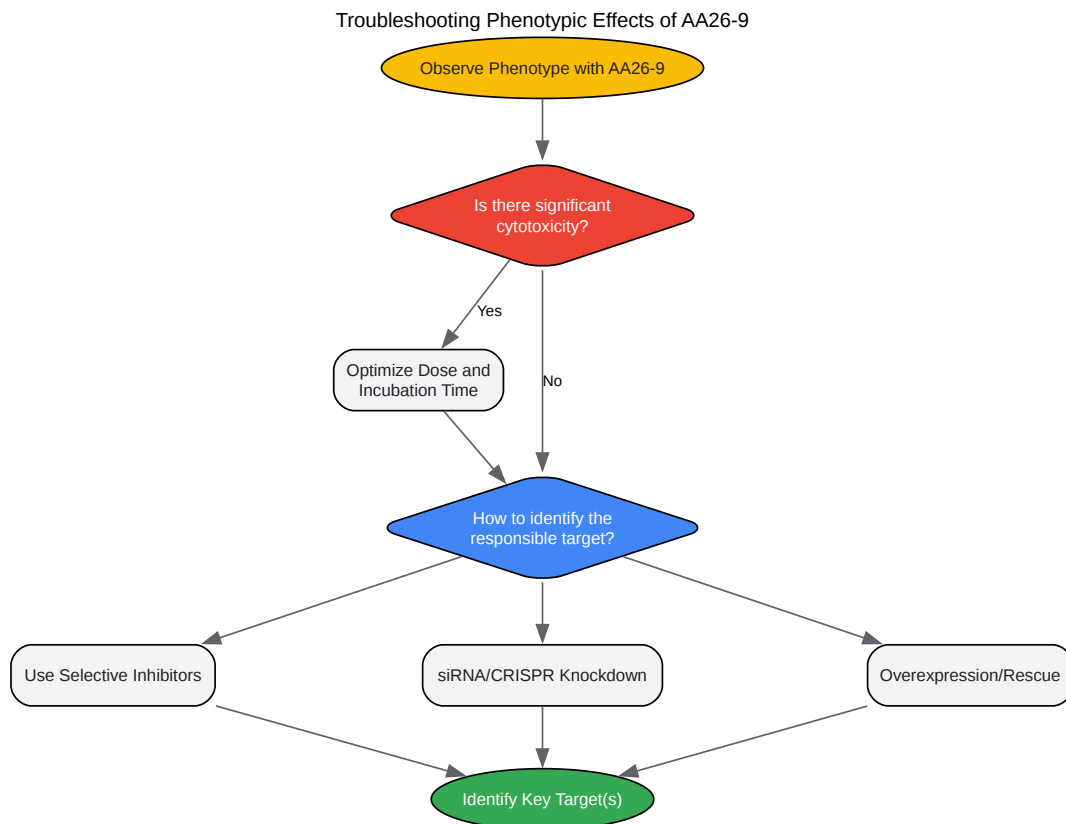 Troubleshooting Phenotypic Effects of AA26-9
Observe Phenotype with AA26-9
Is there significant
cytotoxicity?
Yes
Optimize Dose and
Incubation Time
No
How to identify the
responsible target?
Use Selective Inhibitors
siRNA/CRISPR Knockdown
Overexpression/Rescue
Identify Key Target(s)